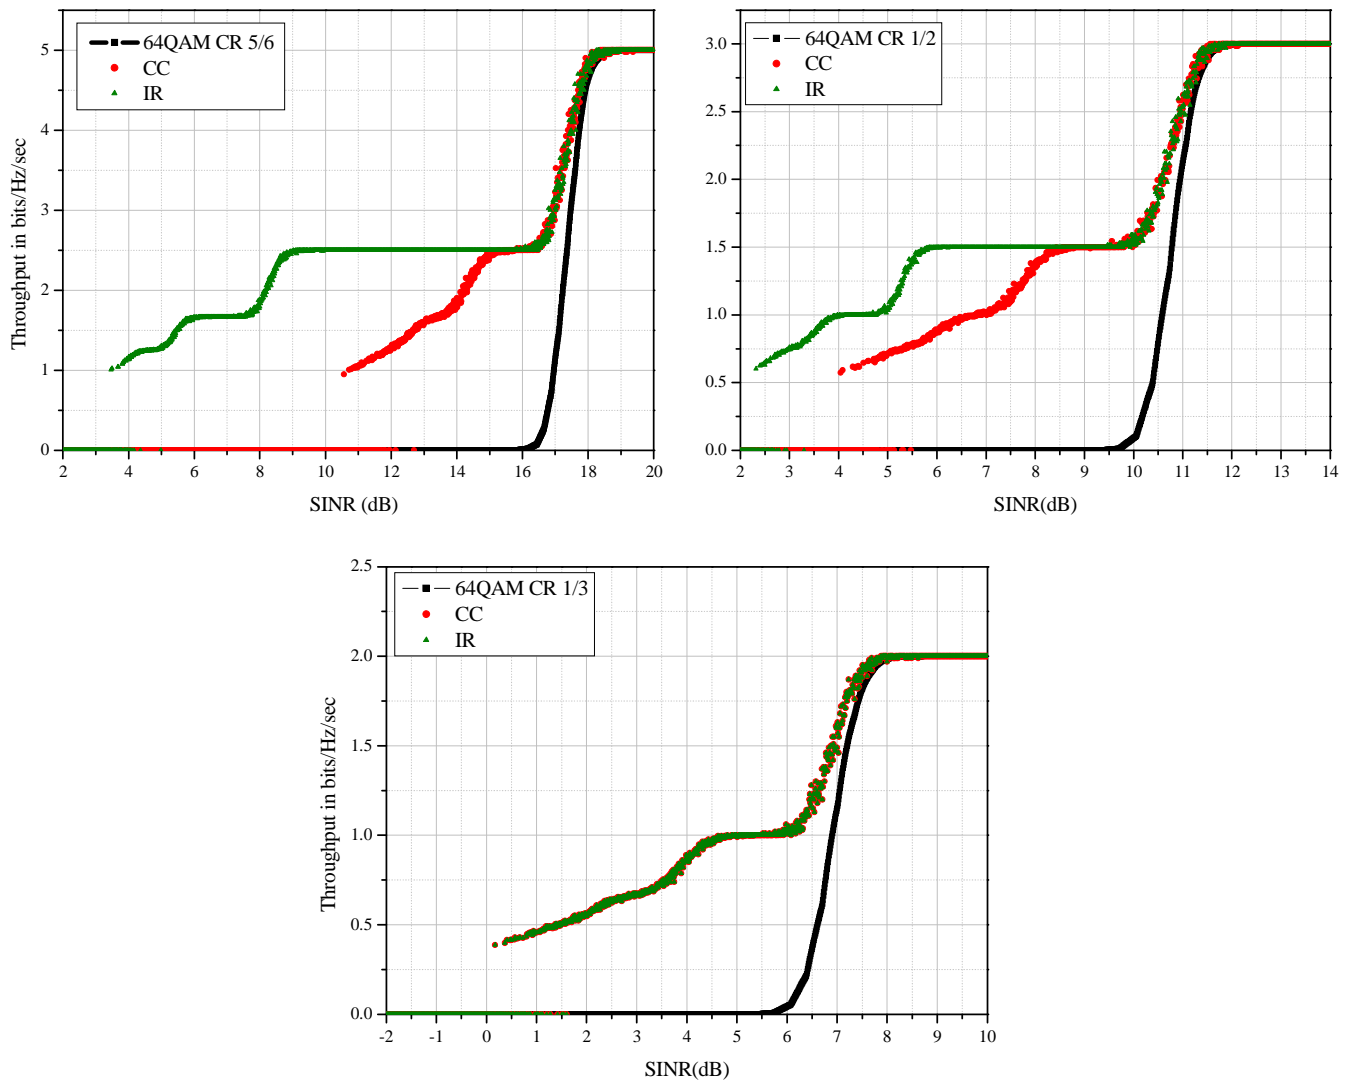 64QAM CR 5/6
CC
IR
Throughput in bits/Hz/sec
5
4
3
2
1
0
2 4 6 8 10 12 14 16 18 20
SINR (dB)
64QAM CR 1/2
CC
IR
3.0
2.5
2.0
1.5
1.0
0.5
0.0
2 3 4 5 6 7 8 9 10 11 12 13 14
SINR(dB)
64QAM CR 1/3
CC
IR
Throughput in bits/Hz/sec
2.5
2.0
1.5
1.0
0.5
0.0
-2 -1 0 1 2 3 4 5 6 7 8 9 10
SINR(dB)